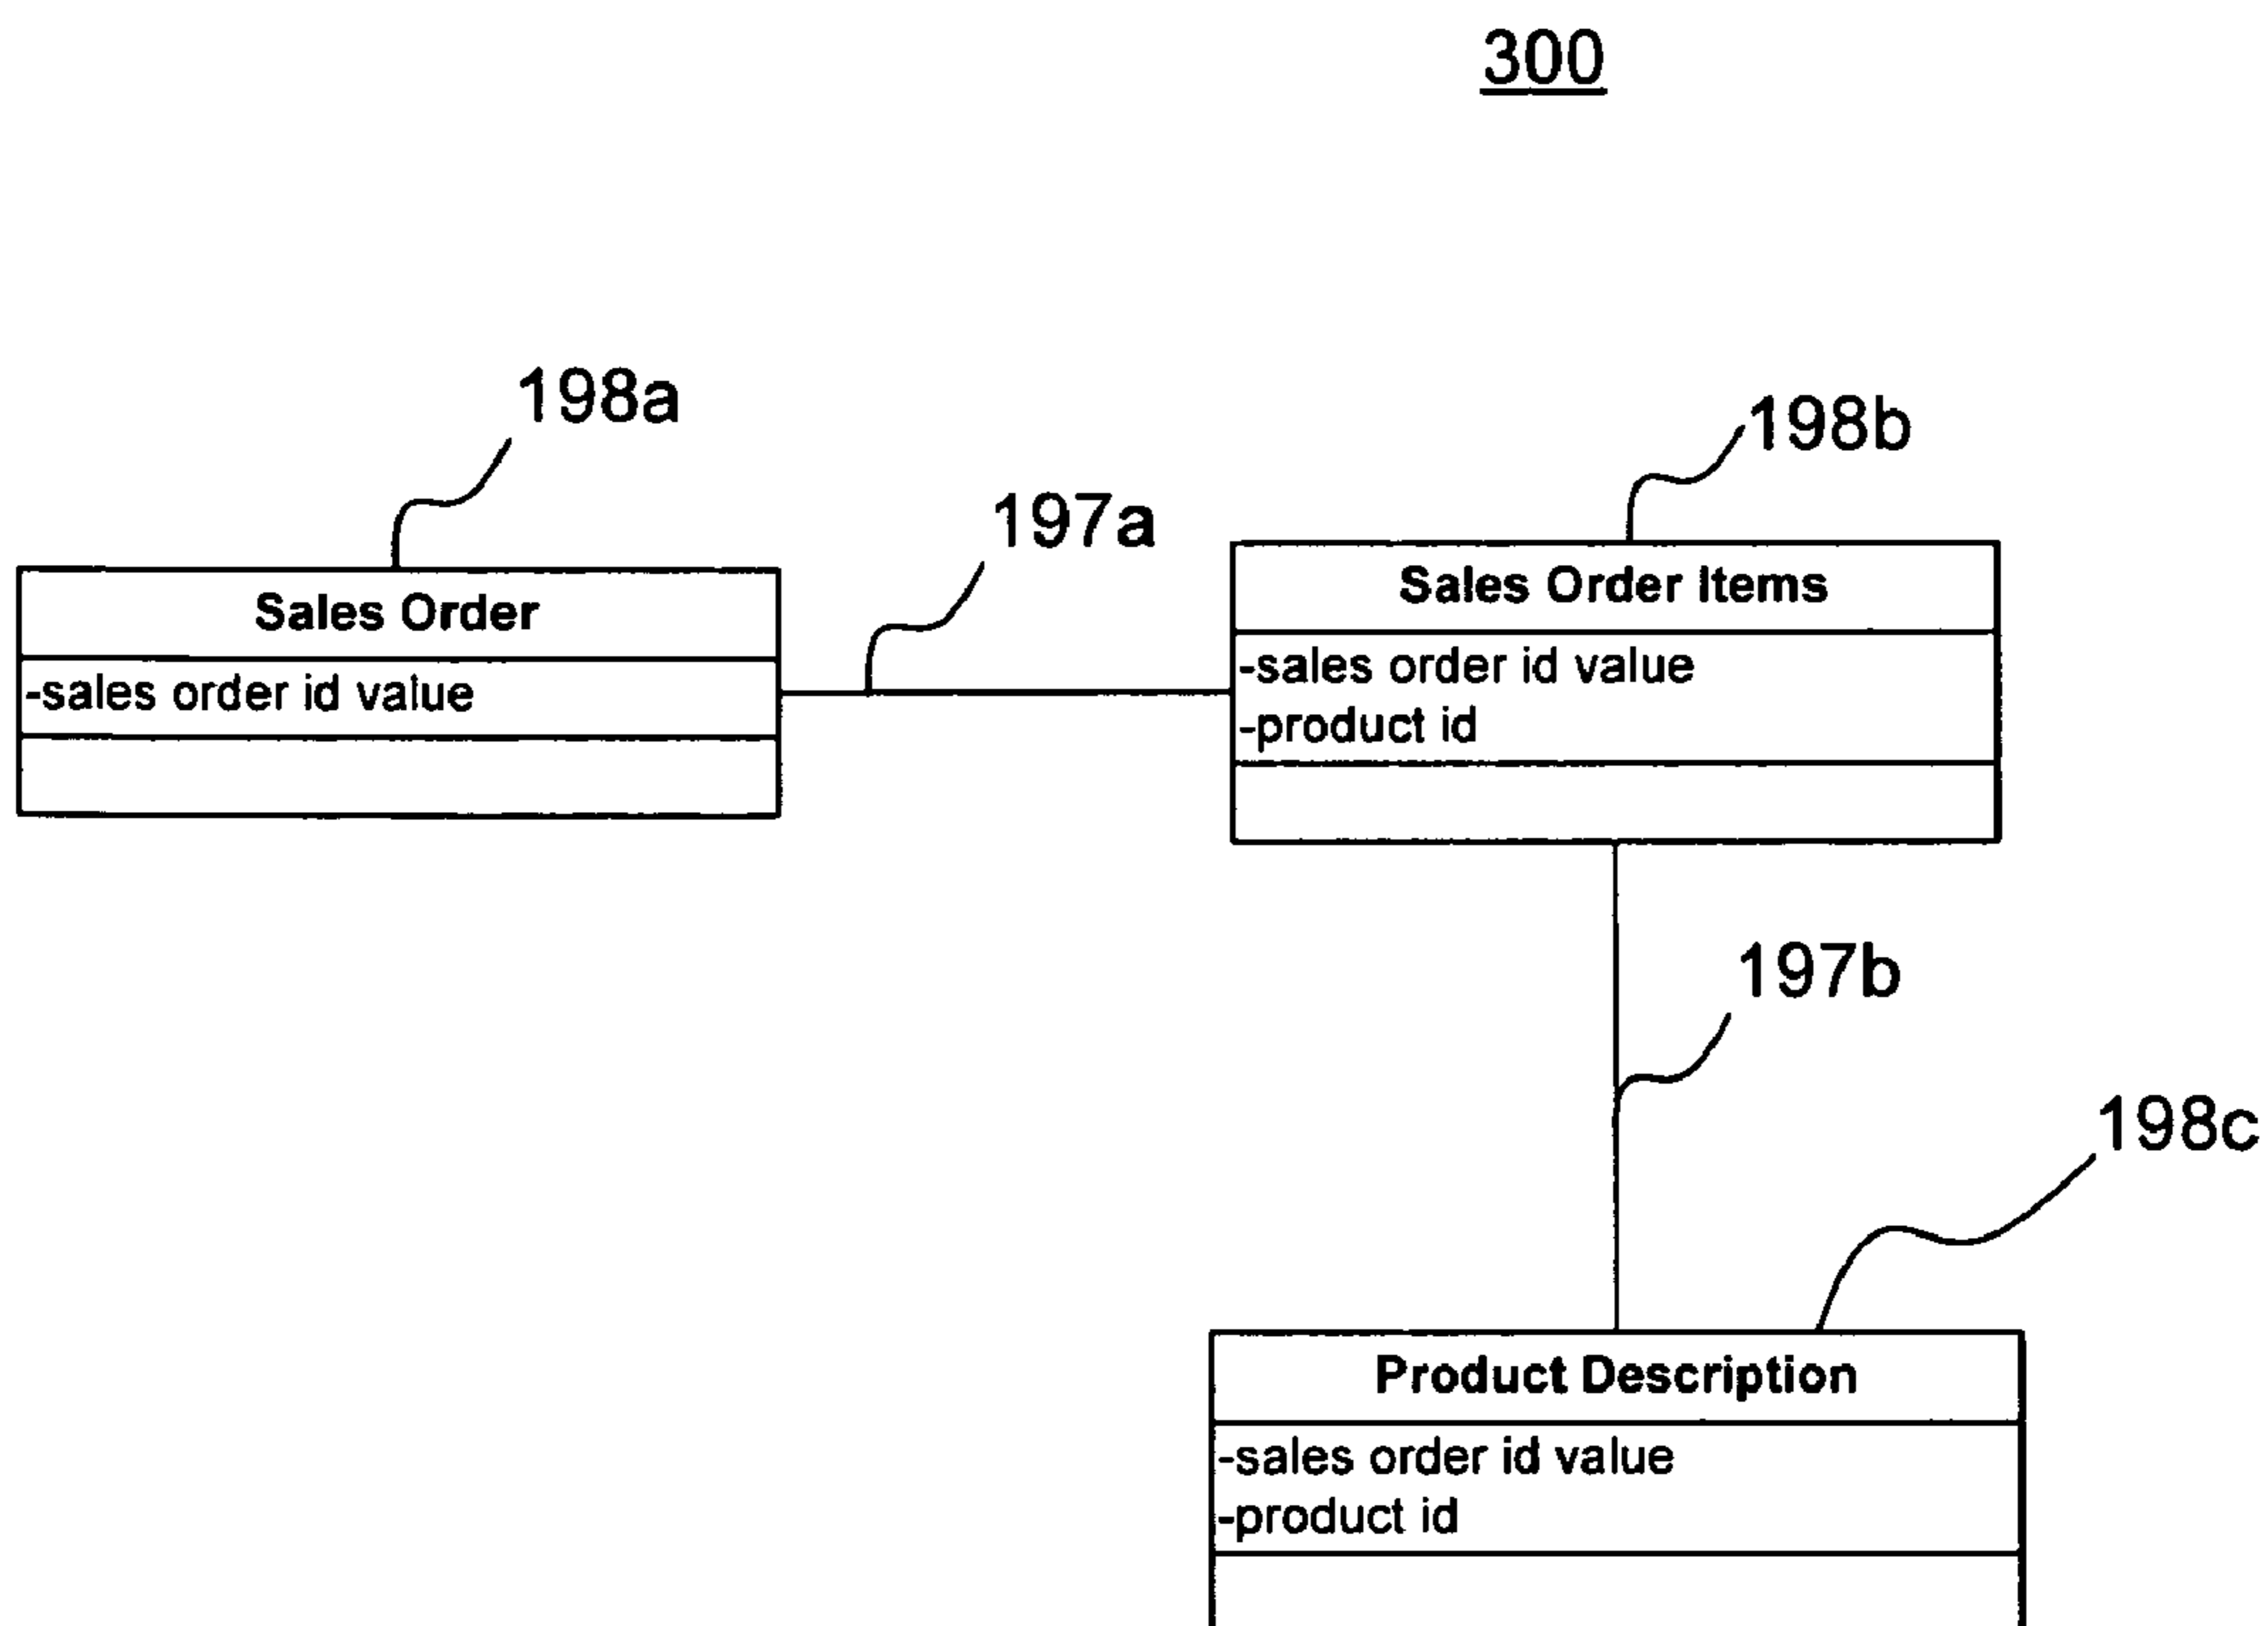 300
198a
198b
197a
Sales Order
-sales order id value
Sales Order Items
-sales order id value
-product id
197b
198c
Product Description
-sales order id value
-product id